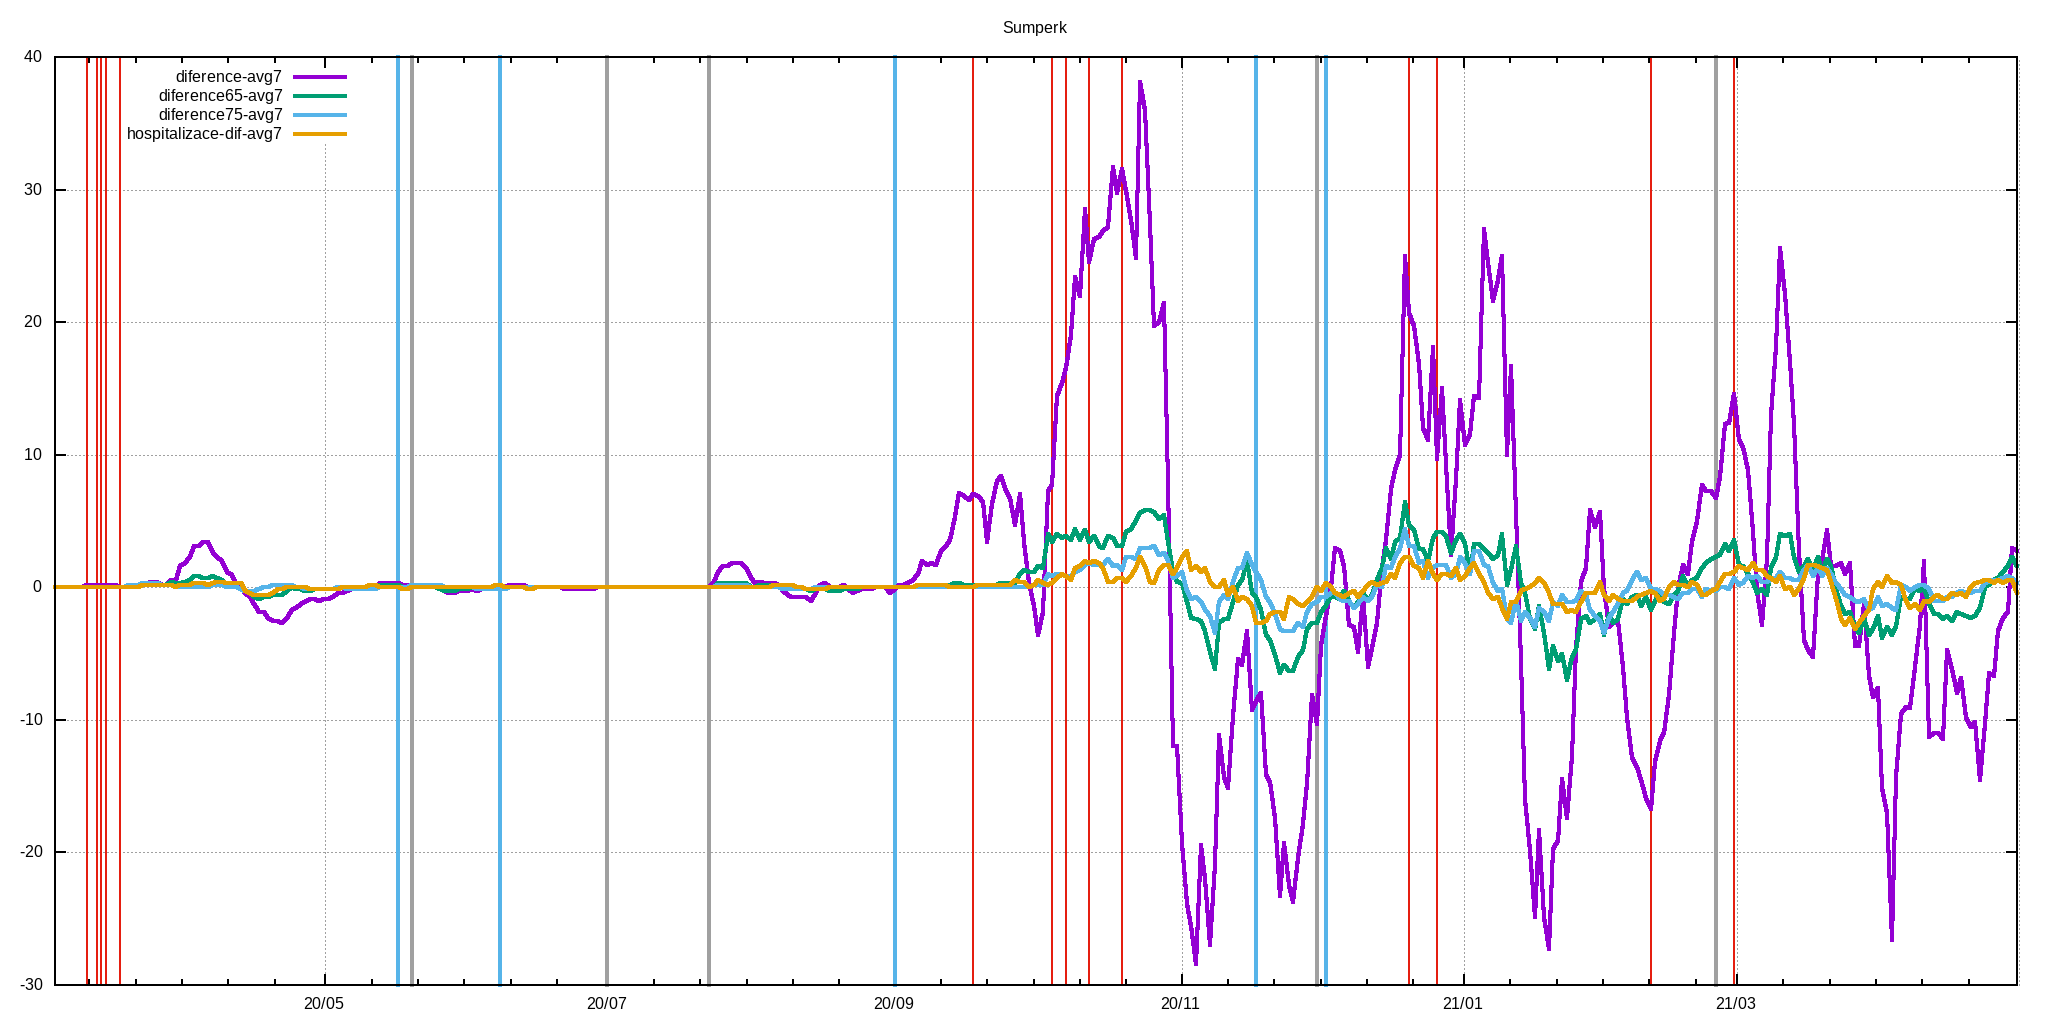 Sumperk
40
diference-avg7
diference65-avg7
diference75-avg7
hospitalizace-dif-avg7
30
20
10
0
-10
-20
-30
20/05 20/07 20/09 20/11 21/01 21/03